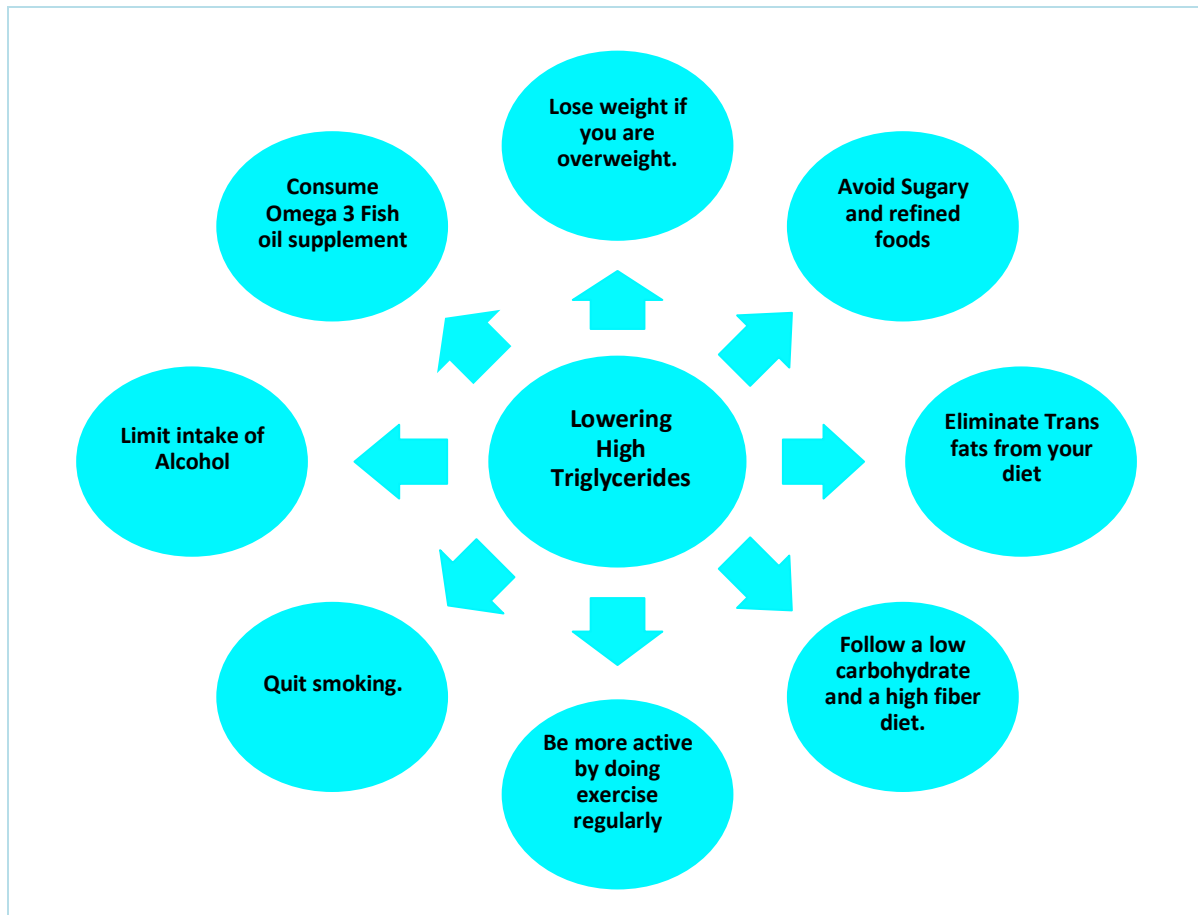 Lose weight if
you are
overweight.
Avoid Sugary
and refined
foods
Eliminate Trans
fats from your
diet
Follow a low
carbohydrate
and a high fiber
diet.
Be more active
by doing
exercise
regularly
Quit smoking.
Limit intake of
Alcohol
Consume
Omega 3 Fish
oil supplement
Lowering
High
Triglycerides